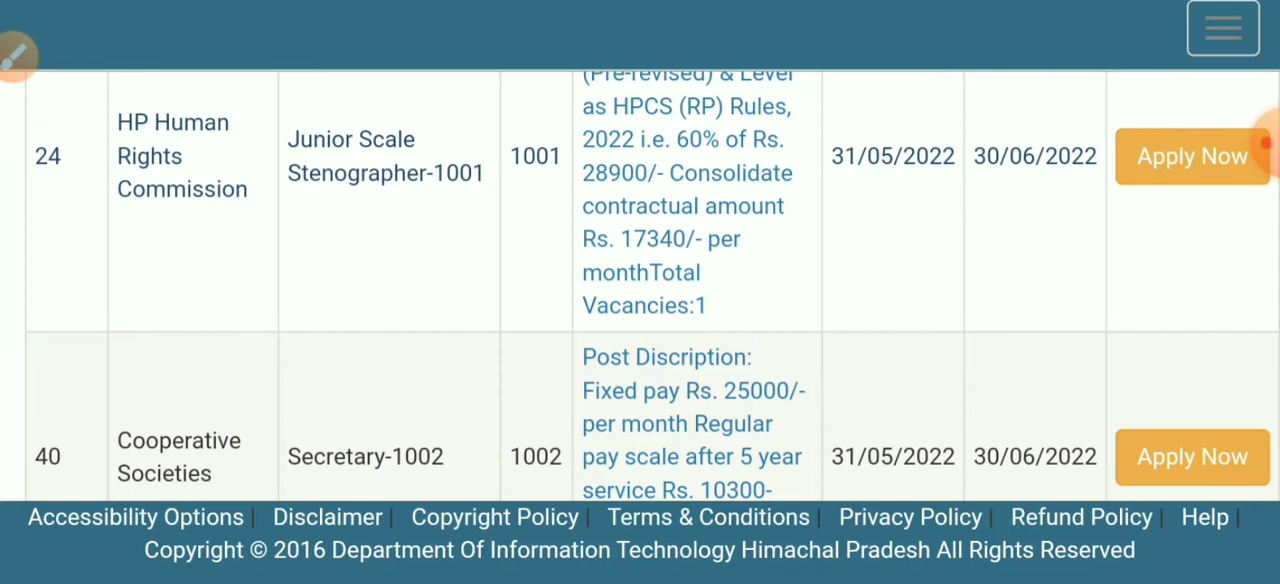 (Pre-revised) & Level
as HPCS (RP) Rules,
2022 i.e. 60% of Rs.
28900/- Consolidate
contractual amount
Rs. 17340/- per
monthTotal
Vacancies:1
24
HP Human
Rights
Commission
Junior Scale
Stenographer-1001
1001
31/05/2022
30/06/2022
Apply Now
40
Cooperative
Societies
Secretary-1002
1002
Post Discription:
Fixed pay Rs. 25000/-
per month Regular
pay scale after 5 year
service Rs. 10300-
31/05/2022
30/06/2022
Apply Now
Accessibility Options | Disclaimer | Copyright Policy | Terms & Conditions | Privacy Policy | Refund Policy | Help |
Copyright © 2016 Department Of Information Technology Himachal Pradesh All Rights Reserved